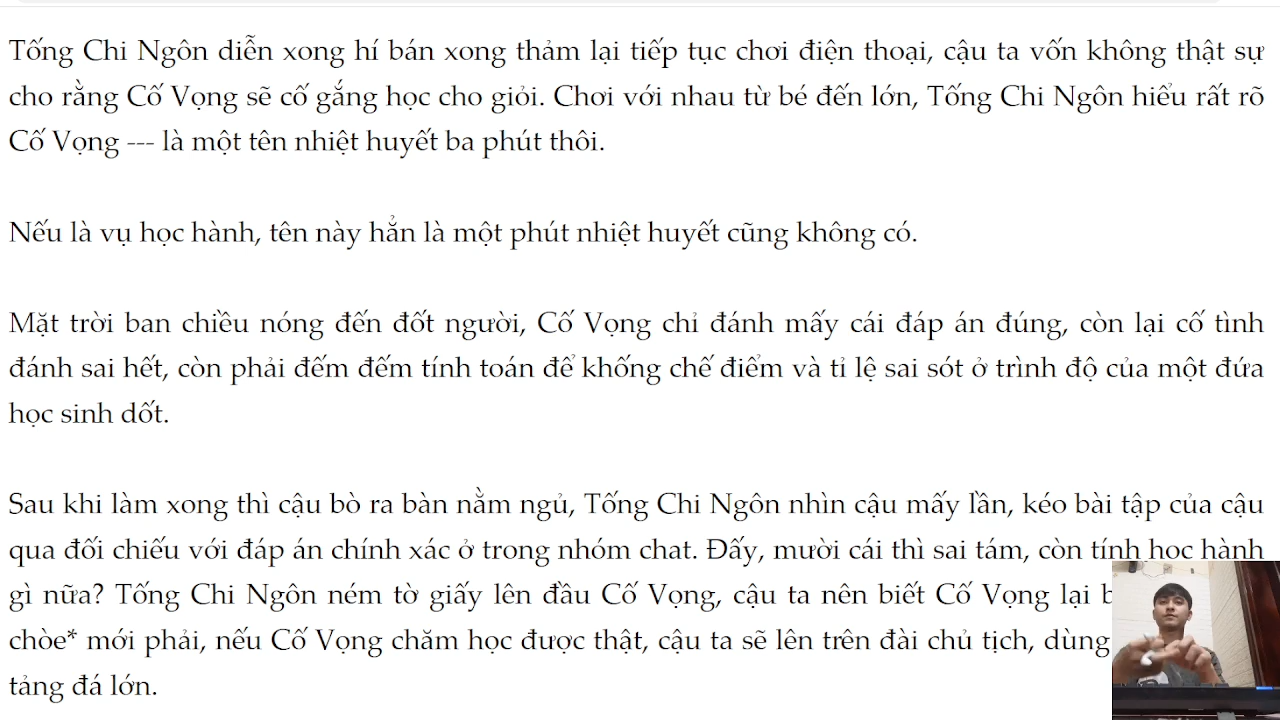 Tống Chi Ngôn diễn xong hí bán xong thảm lại tiếp tục chơi điện thoại, cậu ta vốn không thật sự
cho rằng Cố Vọng sẽ cố gắng học cho giỏi. Chơi với nhau từ bé đến lớn, Tống Chi Ngôn hiểu rất rõ
Cố Vọng --- là một tên nhiệt huyết ba phút thôi.
Nếu là vụ học hành, tên này hẳn là một phút nhiệt huyết cũng không có.
Mặt trời ban chiều nóng đến đốt người, Cố Vọng chỉ đánh mấy cái đáp án đúng, còn lại cố tình
đánh sai hết, còn phải đếm đếm tính toán để khống chế điểm và tỉ lệ sai sót ở trình độ của một đứa
học sinh dốt.
Sau khi làm xong thì cậu bò ra bàn nằm ngủ, Tống Chi Ngôn nhìn cậu mấy lần, kéo bài tập của cậu
qua đối chiếu với đáp án chính xác ở trong nhóm chat. Đấy, mười cái thì sai tám, còn tính học hành
gì nữa? Tống Chi Ngôn ném tờ giấy lên đầu Cố Vọng, cậu ta nên biết Cố Vọng lại
chòe* mới phải, nếu Cố Vọng chăm học được thật, cậu ta sẽ lên trên đài chủ tịch, dùng
tảng đá lớn.